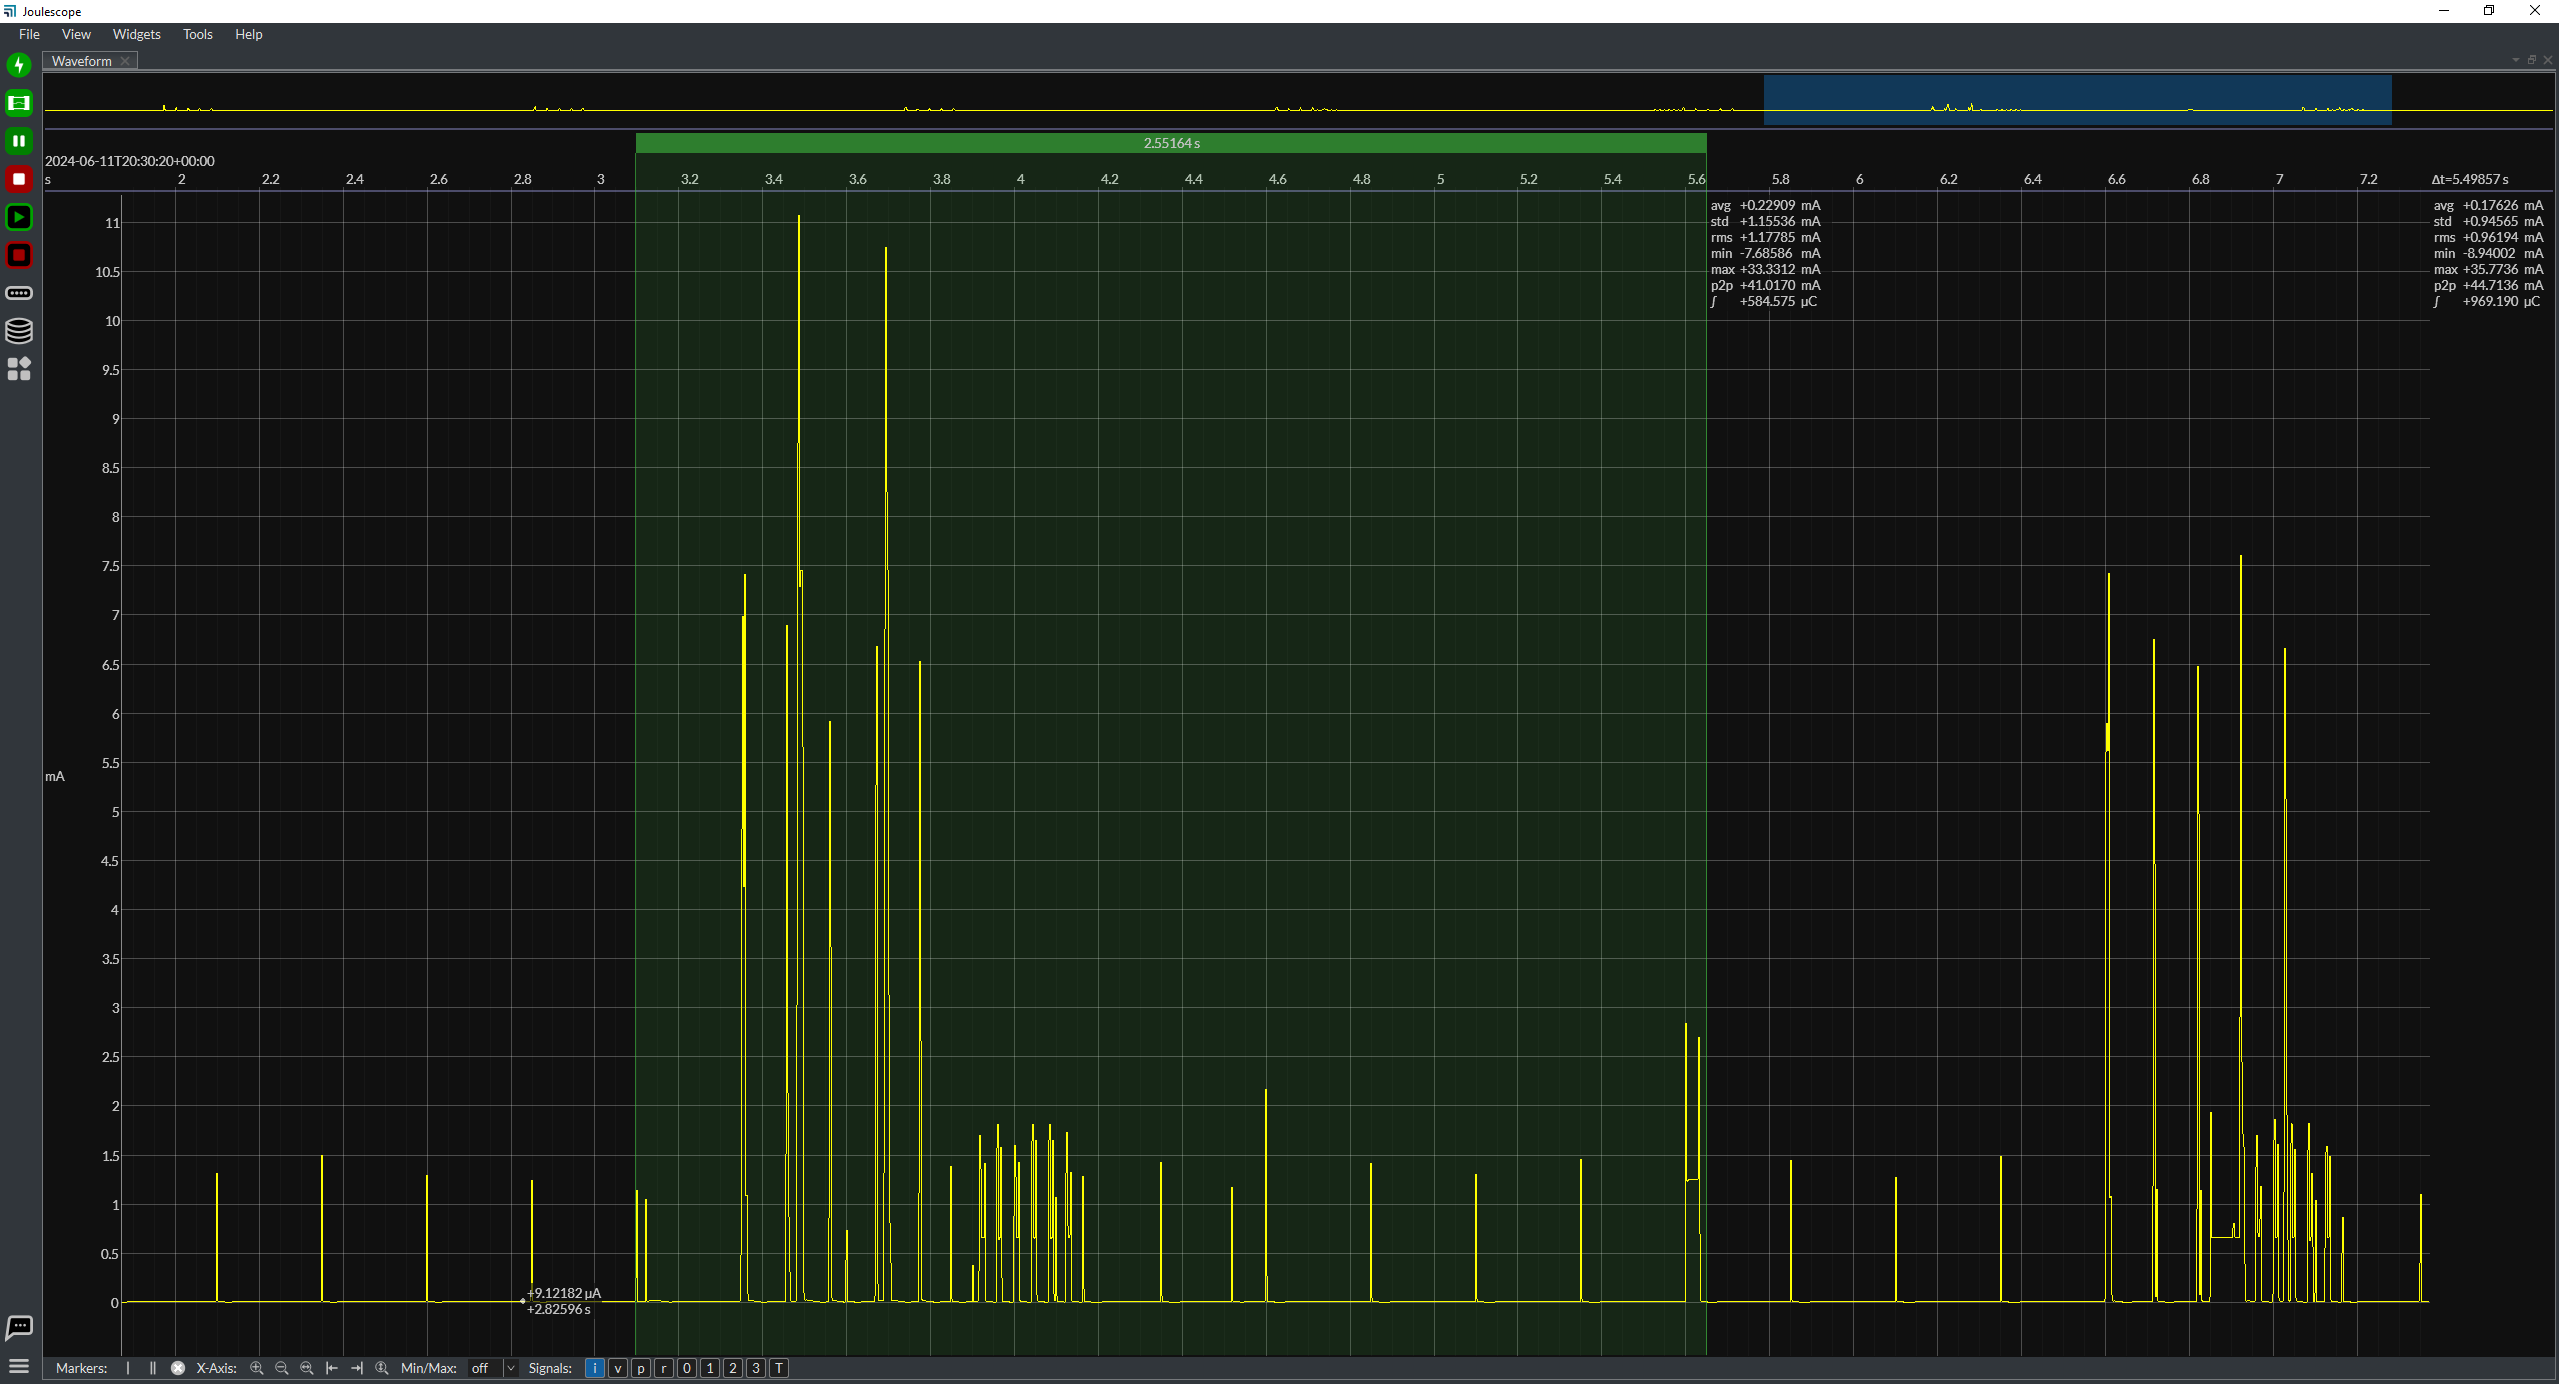 Joulescope
File View Widgets Tools Help
Waveform
2.55164 s
2024-06-11T20:30:20+00:00
s 2 2.2 2.4 2.6 2.8 3 3.2 3.4 3.6 3.8 4 4.2 4.4 4.6 4.8 5 5.2 5.4 5.6 5.8 6 6.2 6.4 6.6 6.8 7 7.2 Δt=5.49857 s
avg +0.22909 mA
std +1.15536 mA
rms +1.17785 mA
min -7.68586 mA
max +33.3312 mA
p2p +41.0170 mA
∫ +584.575 µC
avg +0.17626 mA
std +0.94565 mA
rms +0.96194 mA
min -8.94002 mA
max +35.7736 mA
p2p +44.7136 mA
∫ +969.190 µC
11
10.5
10
9.5
9
8.5
8
7.5
7
6.5
6
mA
5.5
5
4.5
4
3.5
3
2.5
2
1.5
1
0.5
0
+9.12182 µA
+2.82596 s
Markers: X-Axis: Min/Max: off Signals: i v p r 0 1 2 3 T